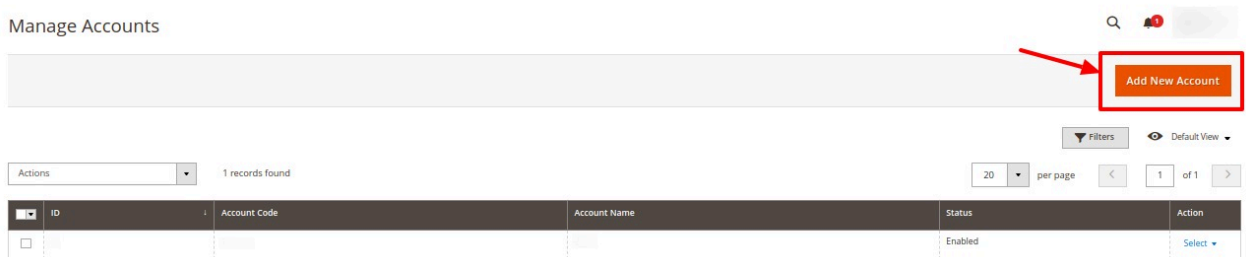 Manage Accounts
1
Add New Account
Filters
Default View
Actions
1 records found
20
per page
1
of 1
ID
Account Code
Account Name
Status
Action
Enabled
Select